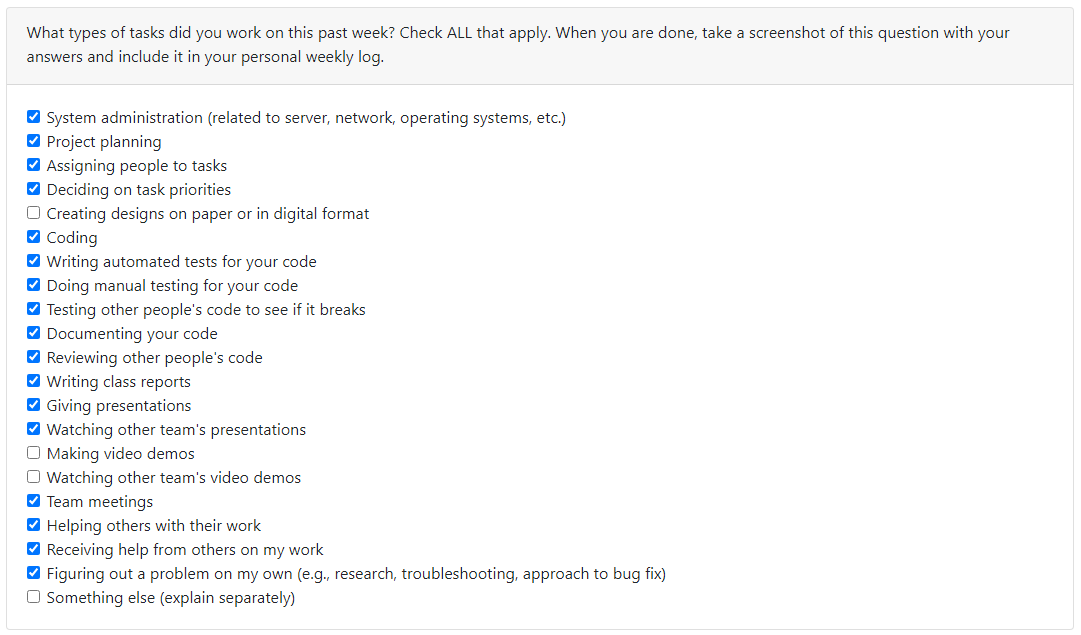 What types of tasks did you work on this past week? Check ALL that apply. When you are done, take a screenshot of this question with your
answers and include it in your personal weekly log.
System administration (related to server, network, operating systems, etc.)
Project planning
Assigning people to tasks
Deciding on task priorities
Creating designs on paper or in digital format
Coding
Writing automated tests for your code
Doing manual testing for your code
Testing other people's code to see if it breaks
Documenting your code
Reviewing other people's code
Writing class reports
Giving presentations
Watching other team's presentations
Making video demos
Watching other team's video demos
Team meetings
Helping others with their work
Receiving help from others on my work
Figuring out a problem on my own (e.g., research, troubleshooting, approach to bug fix)
Something else (explain separately)